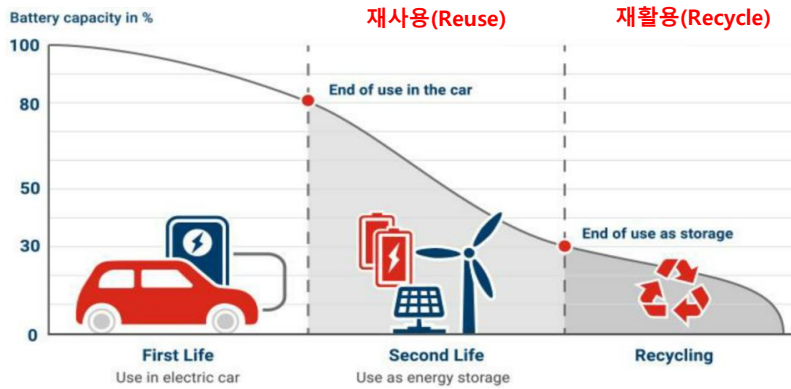 Battery capacity in %
재사용(Reuse)
재활용(Recycle)
100
80
50
30
0
End of use in the car
End of use as storage
First Life
Use in electric car
Second Life
Use as energy storage
Recycling